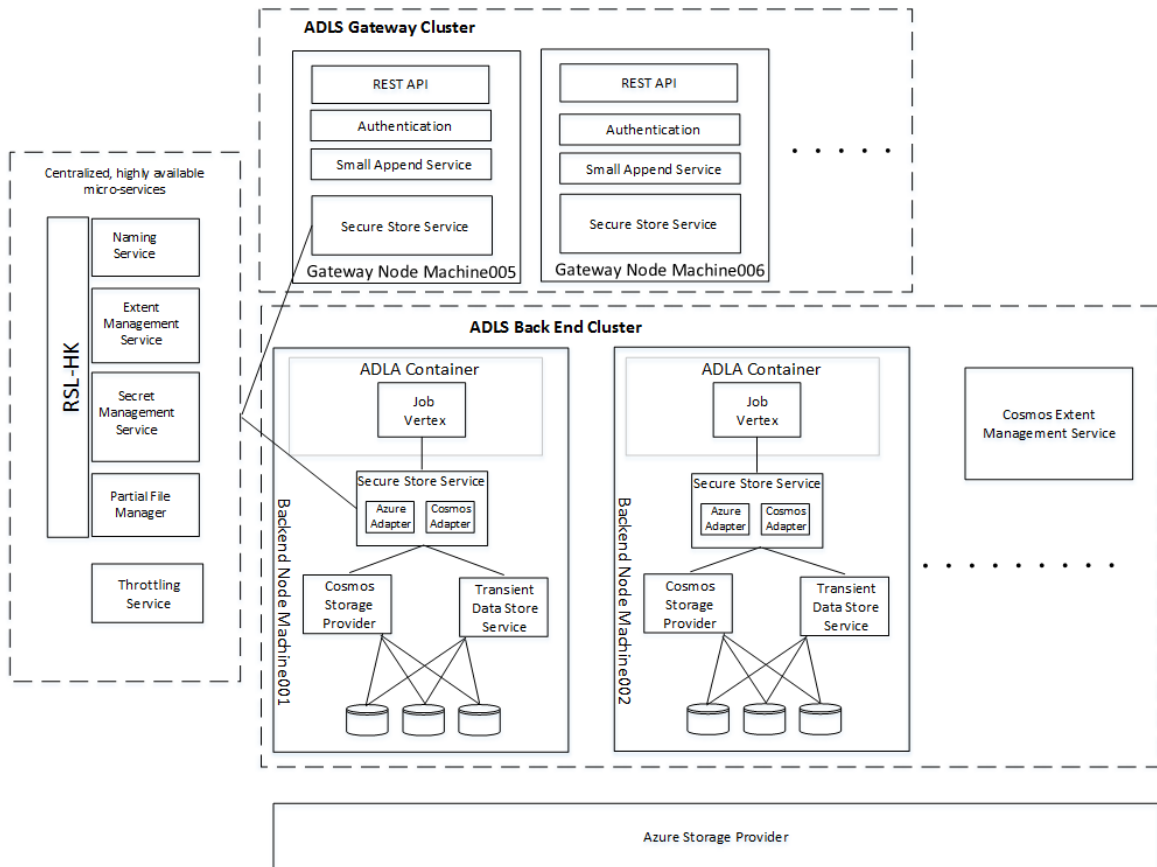 ADLS Gateway Cluster
REST API
Authentication
Small Append Service
Secure Store Service
Gateway Node Machine005
REST API
Authentication
Small Append Service
Secure Store Service
Gateway Node Machine006
Centralized, highly available
micro-services
RSL-HK
Naming
Service
Extent
Management
Service
Secret
Management
Service
Partial File
Manager
Throttling
Service
ADLS Back End Cluster
ADLA Container
Job
Vertex
Secure Store Service
Azure
Adapter
Cosmos
Adapter
Cosmos
Storage
Provider
Transient
Data Store
Service
Backend Node Machine001
ADLA Container
Job
Vertex
Secure Store Service
Azure
Adapter
Cosmos
Adapter
Cosmos
Storage
Provider
Transient
Data Store
Service
Backend Node Machine002
Cosmos Extent
Management Service
Azure Storage Provider